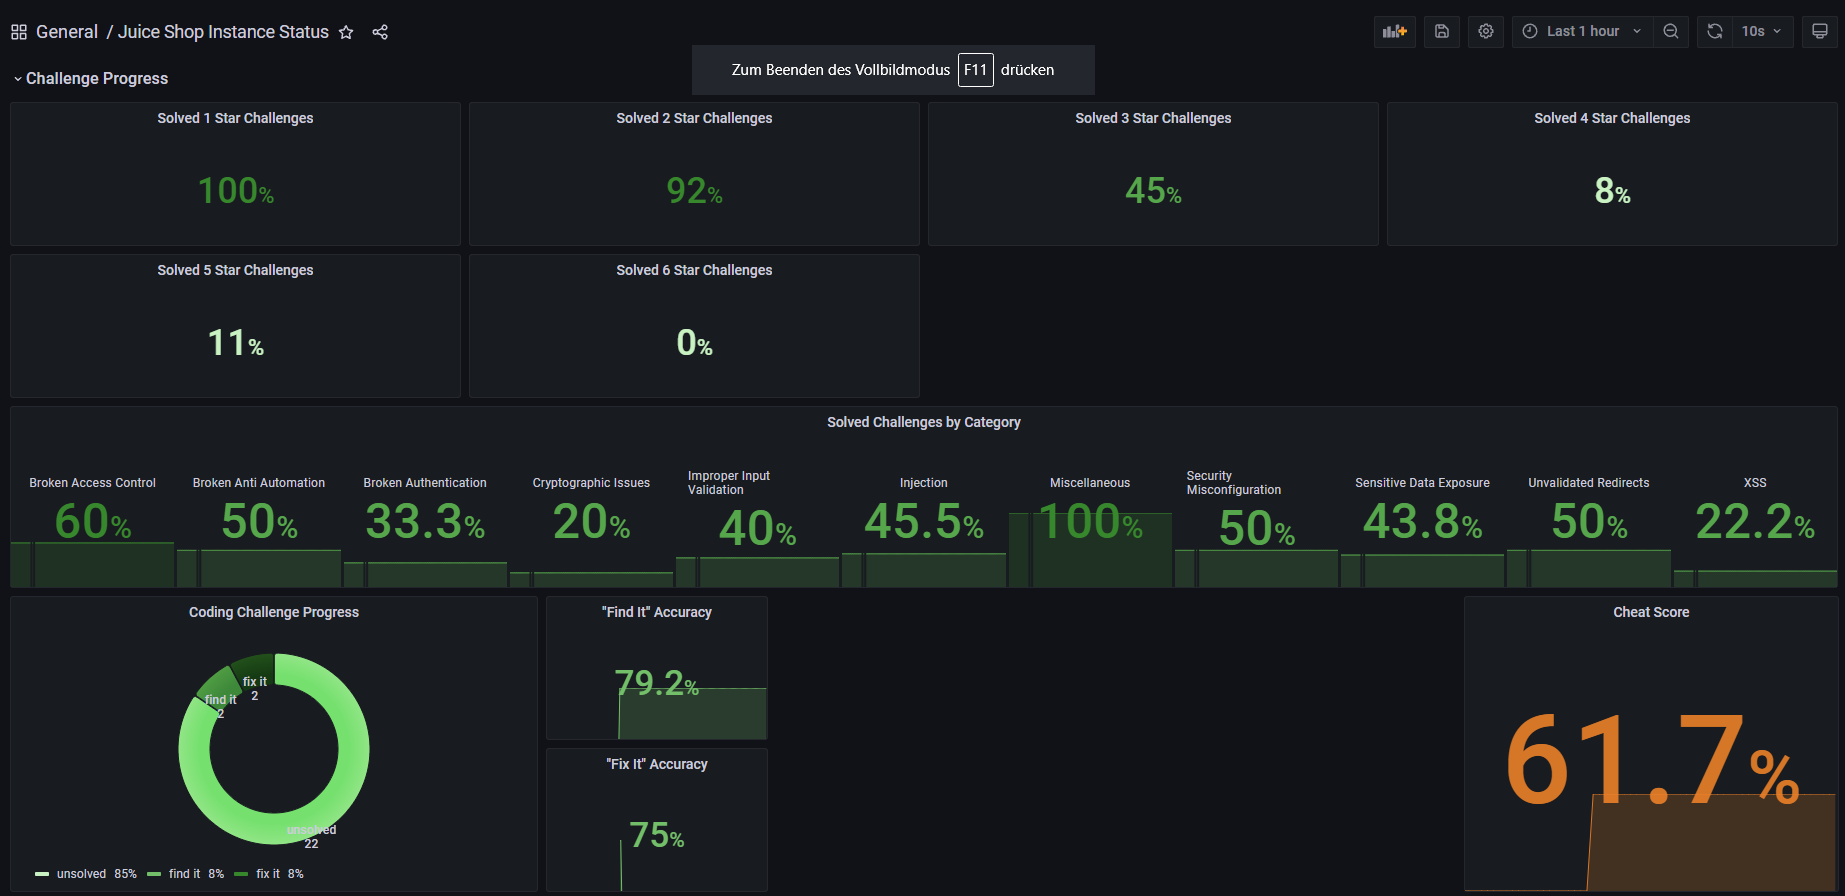 General / Juice Shop Instance Status
Last 1 hour
10s
Zum Beenden des Vollbildmodus F11 drücken
Challenge Progress
Solved 1 Star Challenges
100%
Solved 2 Star Challenges
92%
Solved 3 Star Challenges
45%
Solved 4 Star Challenges
8%
Solved 5 Star Challenges
11%
Solved 6 Star Challenges
0%
Solved Challenges by Category
Broken Access Control
60%
Broken Anti Automation
50%
Broken Authentication
33.3%
Cryptographic Issues
20%
Improper Input
Validation
40%
Injection
45.5%
Miscellaneous
100%
Security
Misconfiguration
50%
Sensitive Data Exposure
43.8%
Unvalidated Redirects
50%
XSS
22.2%
Coding Challenge Progress
fix it
2
find it
2
unsolved
22
unsolved 85% find it 8% fix it 8%
"Find It" Accuracy
79.2%
"Fix It" Accuracy
75%
Cheat Score
61.7%